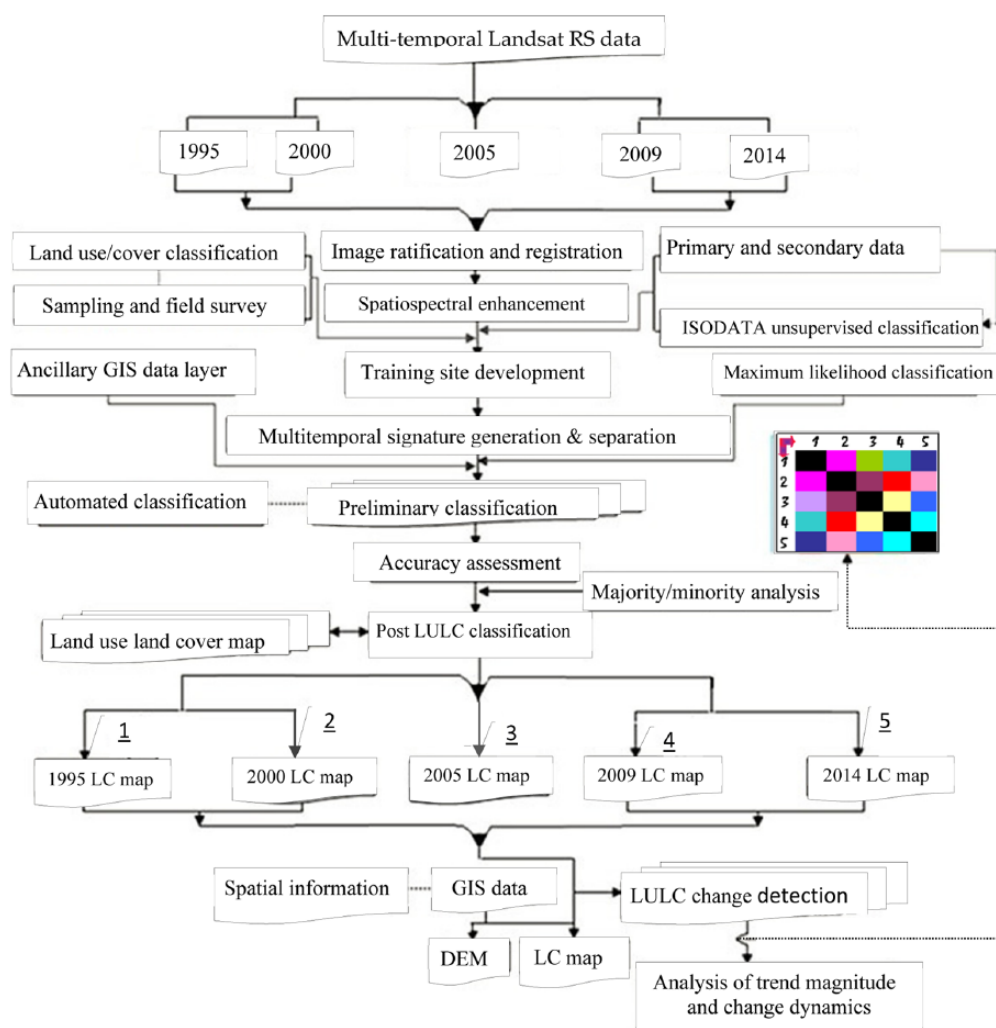 Multi-temporal Landsat RS data
1995
2000
2005
2009
2014
Land use/cover classification
Image ratification and registration
Primary and secondary data
Sampling and field survey
Spatiospectral enhancement
ISODATA unsupervised classification
Ancillary GIS data layer
Training site development
Maximum likelihood classification
Multitemporal signature generation & separation
1 2 3 4 5
1
2
3
4
5
Automated classification
Preliminary classification
Accuracy assessment
Majority/minority analysis
Land use land cover map
Post LULC classification
1
2
3
4
5
1995 LC map
2000 LC map
2005 LC map
2009 LC map
2014 LC map
Spatial information
GIS data
LULC change detection
DEM
LC map
Analysis of trend magnitude
and change dynamics